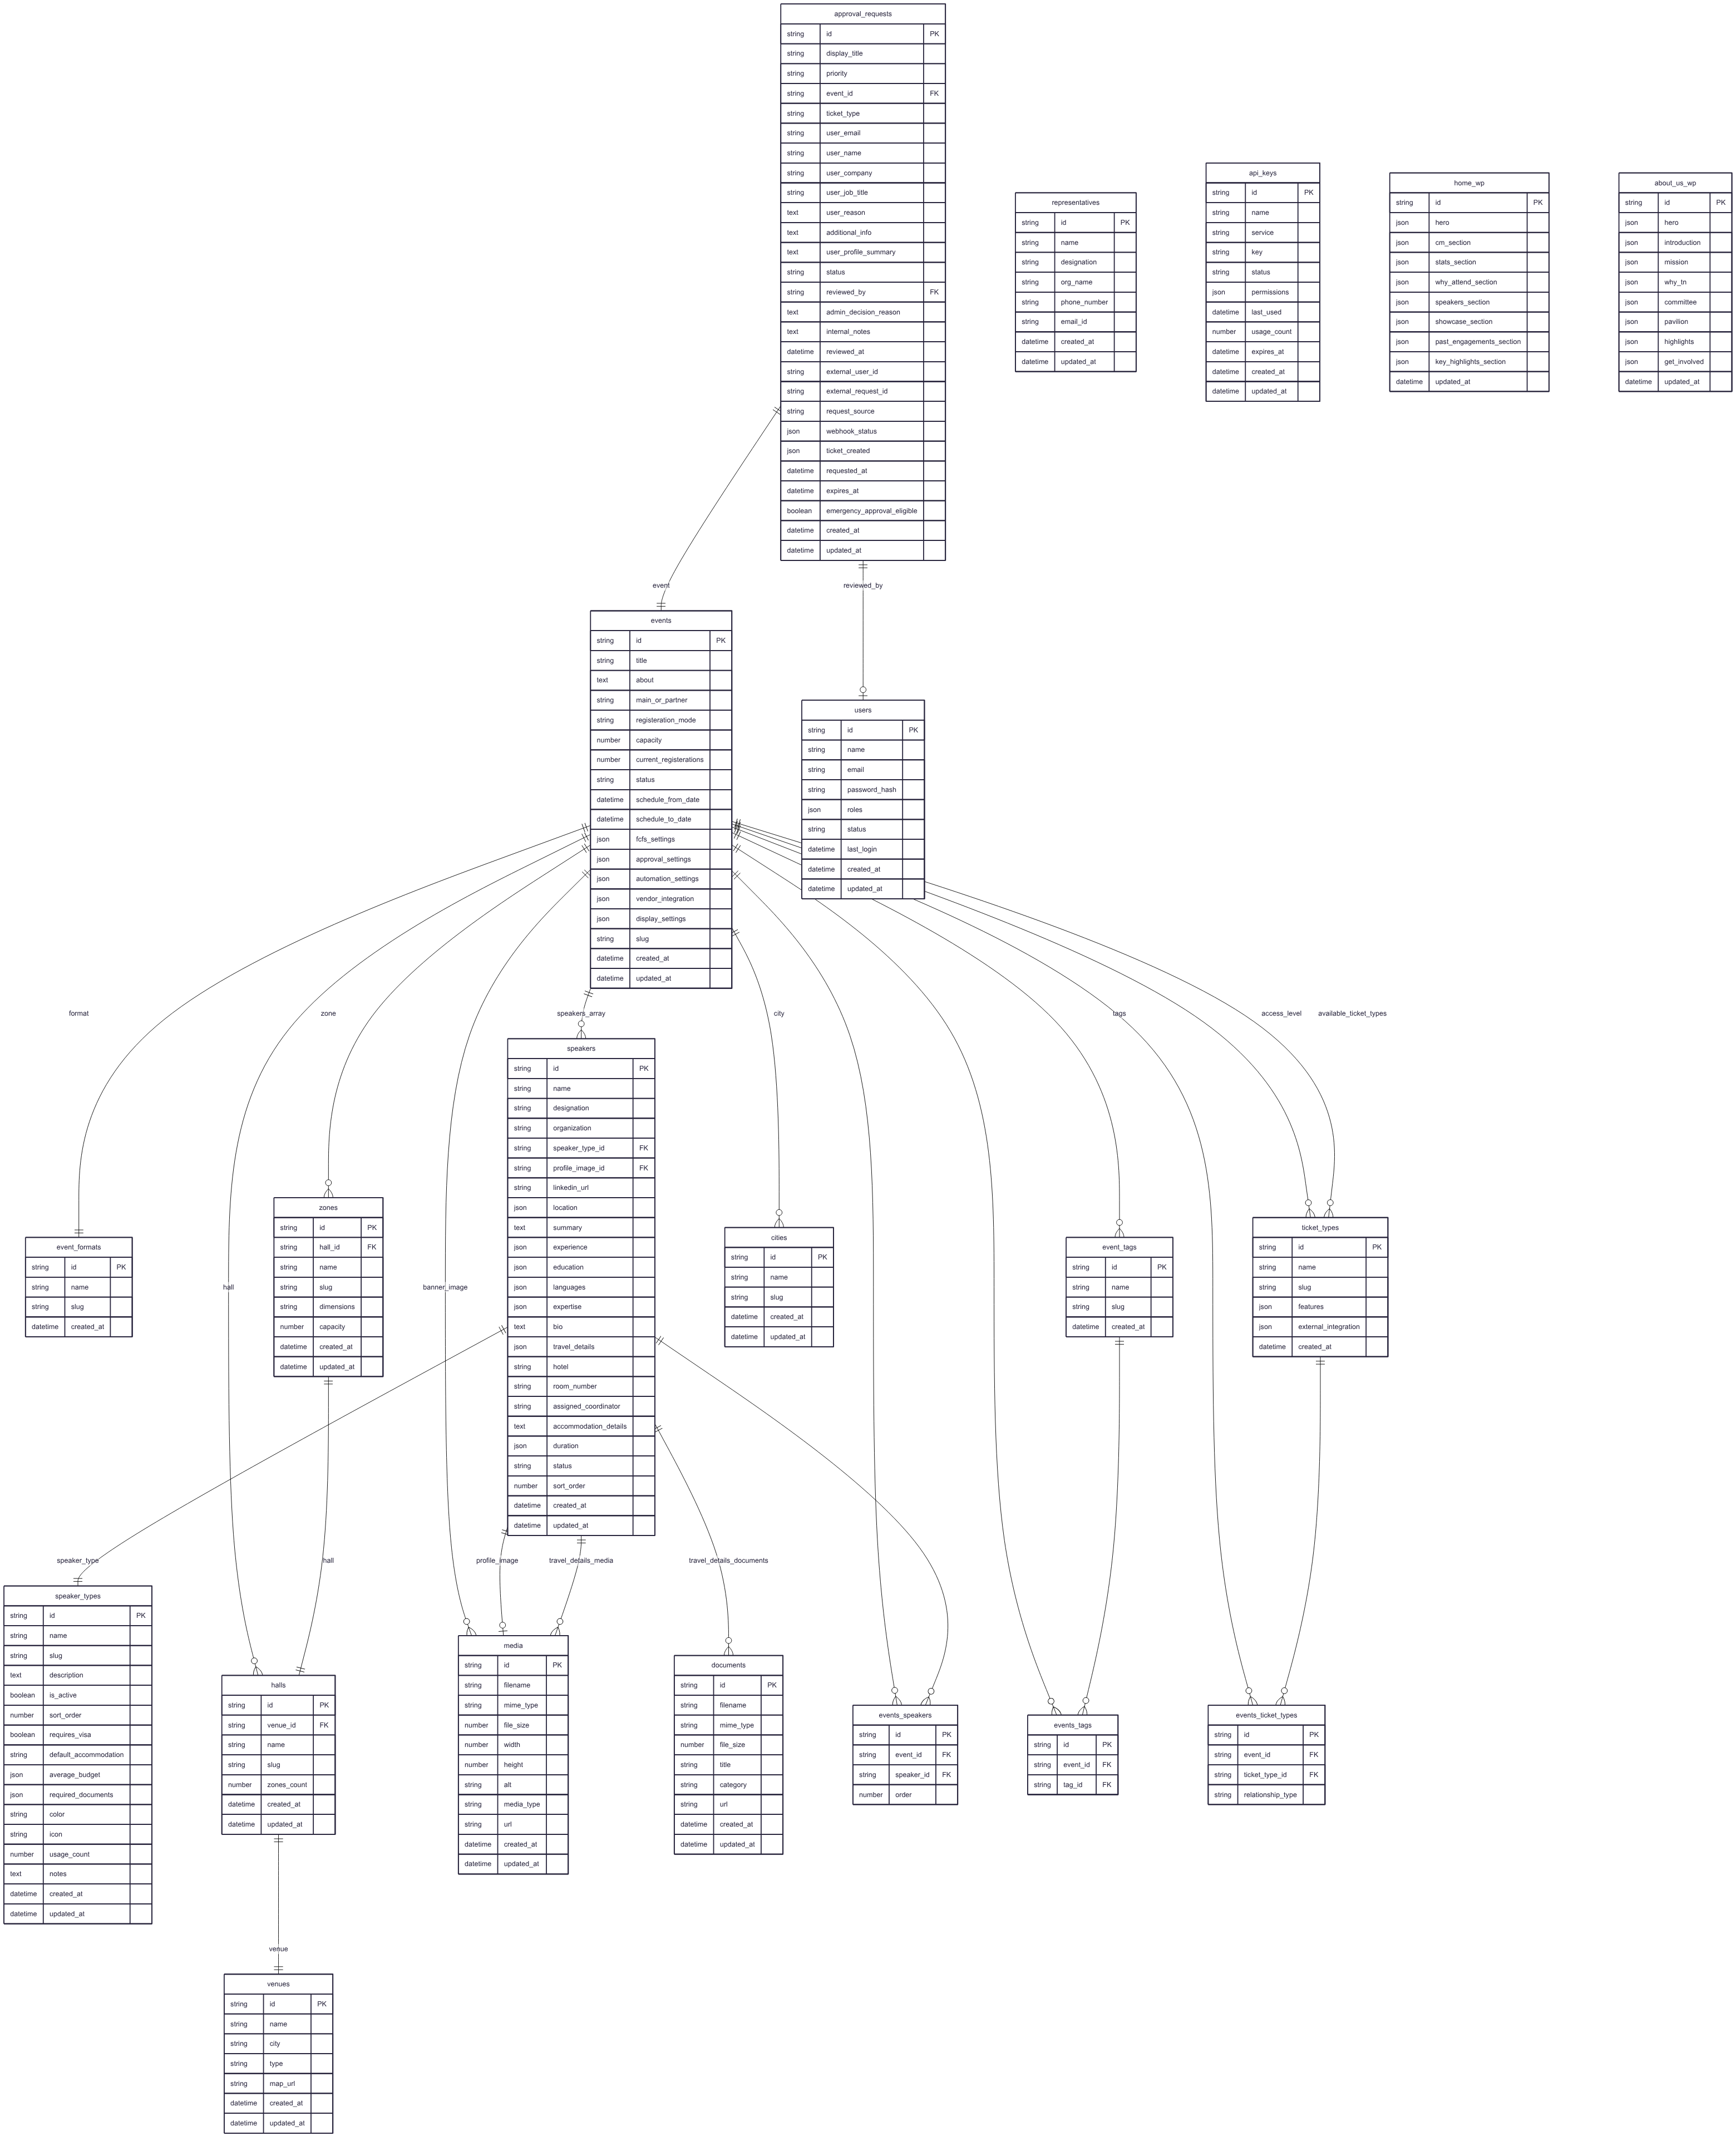 approval_requests
string id PK
string display_title
string priority
string event_id FK
string ticket_type
string user_email
string user_name
string user_company
string user_job_title
text user_reason
text additional_info
text user_profile_summary
string status
string reviewed_by FK
text admin_decision_reason
text internal_notes
datetime reviewed_at
string external_user_id
string external_request_id
string request_source
json webhook_status
json ticket_created
datetime requested_at
datetime expires_at
boolean emergency_approval_eligible
datetime created_at
datetime updated_at
representatives
string id PK
string name
string designation
string org_name
string phone_number
string email_id
datetime created_at
datetime updated_at
api_keys
string id PK
string name
string service
string key
string status
json permissions
datetime last_used
number usage_count
datetime expires_at
datetime created_at
datetime updated_at
home_wp
string id PK
json hero
json cm_section
json stats_section
json why_attend_section
json speakers_section
json showcase_section
json past_engagements_section
json key_highlights_section
datetime updated_at
about_us_wp
string id PK
json hero
json introduction
json mission
json why_tn
json committee
json pavilion
json highlights
json get_involved
datetime updated_at
event
reviewed_by
events
string id PK
string title
text about
string main_or_partner
string registeration_mode
number capacity
number current_registerations
string status
datetime schedule_from_date
datetime schedule_to_date
json fcfs_settings
json approval_settings
json automation_settings
json vendor_integration
json display_settings
string slug
datetime created_at
datetime updated_at
users
string id PK
string name
string email
string password_hash
json roles
string status
datetime last_login
datetime created_at
datetime updated_at
format
zone
speakers_array
city
tags
access_level
available_ticket_types
speakers
string id PK
string name
string designation
string organization
string speaker_type_id FK
string profile_image_id FK
string linkedin_url
json location
text summary
json experience
json education
json languages
json expertise
text bio
json travel_details
string hotel
string room_number
string assigned_coordinator
text accommodation_details
json duration
string status
number sort_order
datetime created_at
datetime updated_at
event_formats
string id PK
string name
string slug
datetime created_at
hall
zones
string id PK
string hall_id FK
string name
string slug
string dimensions
number capacity
datetime created_at
datetime updated_at
banner_image
cities
string id PK
string name
string slug
datetime created_at
datetime updated_at
event_tags
string id PK
string name
string slug
datetime created_at
ticket_types
string id PK
string name
string slug
json features
json external_integration
datetime created_at
speaker_type
hall
profile_image
travel_details_media
travel_details_documents
speaker_types
string id PK
string name
string slug
text description
boolean is_active
number sort_order
boolean requires_visa
string default_accommodation
json average_budget
json required_documents
string color
string icon
number usage_count
text notes
datetime created_at
datetime updated_at
halls
string id PK
string venue_id FK
string name
string slug
number zones_count
datetime created_at
datetime updated_at
media
string id PK
string filename
string mime_type
number file_size
number width
number height
string alt
string media_type
string url
datetime created_at
datetime updated_at
documents
string id PK
string filename
string mime_type
number file_size
string title
string category
string url
datetime created_at
datetime updated_at
events_speakers
string id PK
string event_id FK
string speaker_id FK
number order
events_tags
string id PK
string event_id FK
string tag_id FK
events_ticket_types
string id PK
string event_id FK
string ticket_type_id FK
string relationship_type
venue
venues
string id PK
string name
string city
string type
string map_url
datetime created_at
datetime updated_at